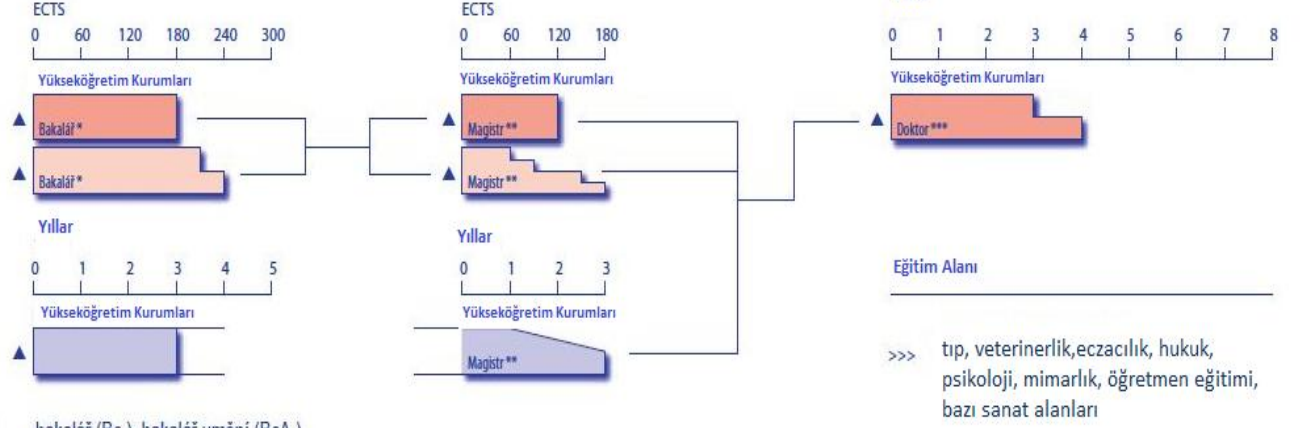 ECTS
0 60 120 180 240 300
Yükseköğretim Kurumları
Bakalář *
Bakalář *
Yıllar
0 1 2 3 4 5
Yükseköğretim Kurumları
ECTS
0 60 120 180
Yükseköğretim Kurumları
Magistr **
Magistr **
Yıllar
0 1 2 3
Yükseköğretim Kurumları
Magistr **
0 1 2 3 4 5 6 7 8
Yükseköğretim Kurumları
Doktor ***
Eğitim Alanı
>>> tıp, veterinerlik,eczacılık, hukuk,
psikoloji, mimarlık, öğretmen eğitimi,
bazı sanat alanları